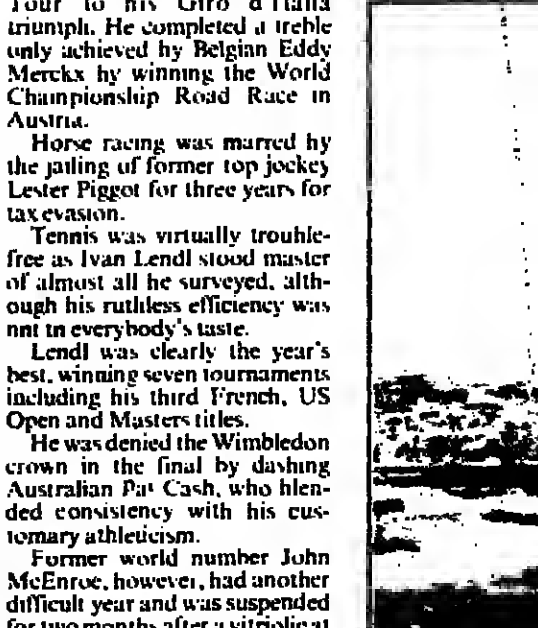 Tour to his Giro d'Italia
triumph. He completed a treble
only achieved by Belgian Eddy
Merckx by winning the World
Championship Road Race in
Austria.
Horse racing was marred by
the jailing of former top jockey
Lester Piggot for three years for
tax evasion.
Tennis was virtually trouble-
free as Ivan Lendl stood master
of almost all he surveyed, alth-
ough his ruthless efficiency was
not to everybody's taste.
Lendl was clearly the year's
best, winning seven tournaments
including his third French, US
Open and Masters titles.
He was denied the Wimbledon
crown in the final by dashing
Australian Pat Cash, who blen-
ded consistency with his cus-
tomary athleticism.
Former world number John
McEnroe, however, had another
difficult year and was suspended
for two months after a vitriolic at